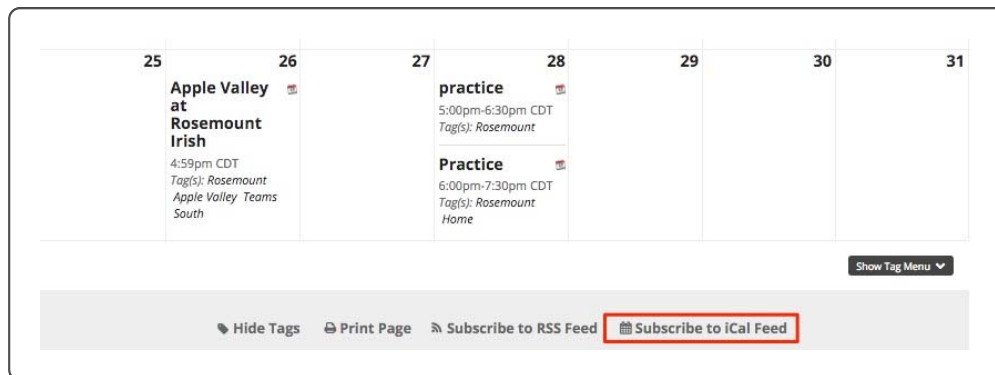 25 26 27 28 29 30 31
Apple Valley
at
Rosemount
Irish
4:59pm CDT
Tag(s): Rosemount
Apple Valley Teams
South
practice
5:00pm-6:30pm CDT
Tag(s): Rosemount
Practice
6:00pm-7:30pm CDT
Tag(s): Rosemount
Home
Show Tag Menu
Hide Tags Print Page Subscribe to RSS Feed Subscribe to iCal Feed